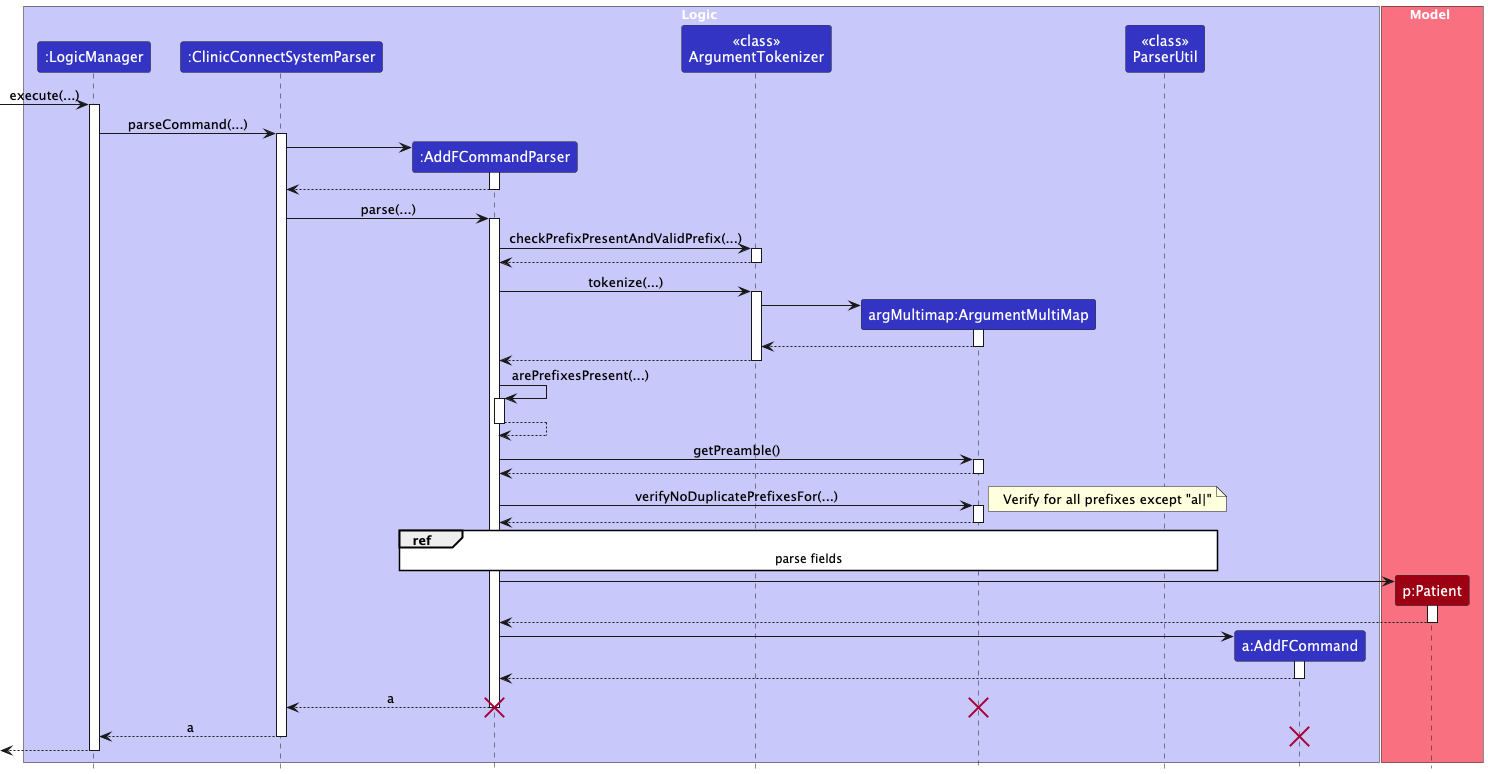 Logic
Model
:LogicManager
:ClinicConnectSystemParser
«class»
ArgumentTokenizer
«class»
ParserUtil
execute(...)
parseCommand(...)
:AddFCommandParser
parse(...)
checkPrefixPresentAndValidPrefix(...)
tokenize(...)
argMultimap:ArgumentMultiMap
arePrefixesPresent(...)
getPreamble()
verifyNoDuplicatePrefixesFor(...)
Verify for all prefixes except "al|"
ref
parse fields
p:Patient
a:AddFCommand
a
a